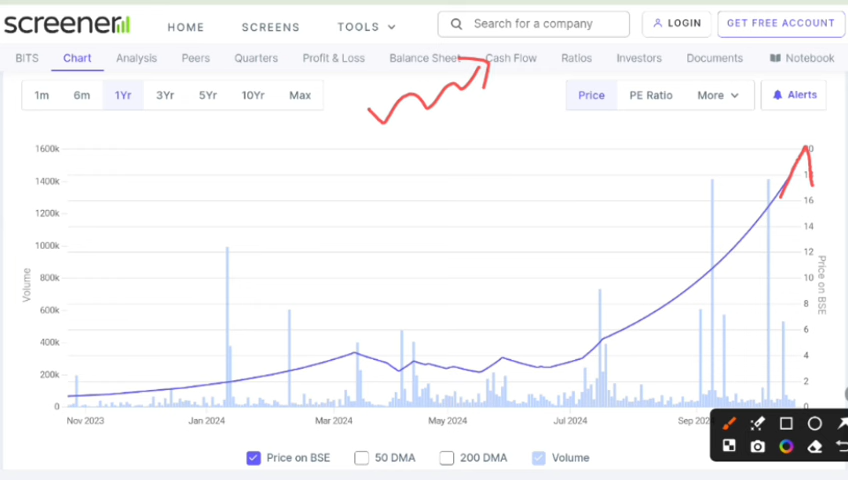 screener
HOME SCREENS TOOLS
Search for a company
LOGIN
GET FREE ACCOUNT
BITS Chart Analysis Peers Quarters Profit & Loss Balance Sheet Cash Flow Ratios Investors Documents Notebook
1m 6m 1Yr 3Yr 5Yr 10Yr Max
Price PE Ratio More
Alerts
1600k
1400k
1200k
1000k
800k
600k
400k
200k
0
Volume
16
14
12
10
8
6
4
2
0
Price on BSE
Nov 2023 Jan 2024 Mar 2024 May 2024 Jul 2024 Sep
Price on BSE 50 DMA 200 DMA Volume